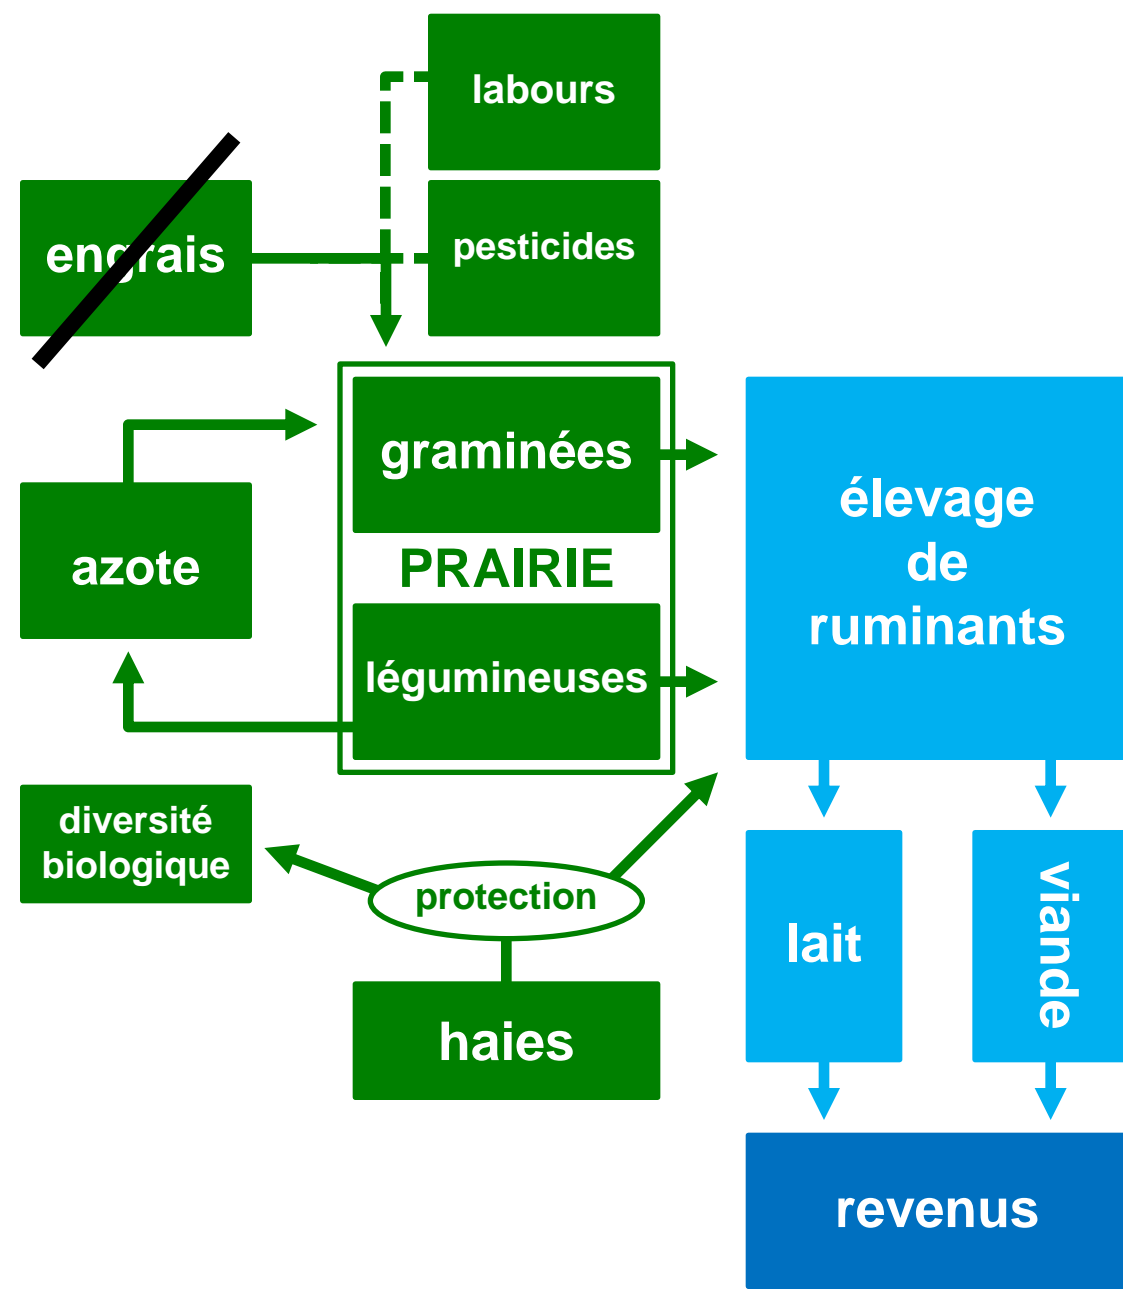 labours
engrais
pesticides
graminées
PRAIRIE
légumineuses
azote
élevage
de
ruminants
diversité
biologique
protection
haies
lait
viande
revenus